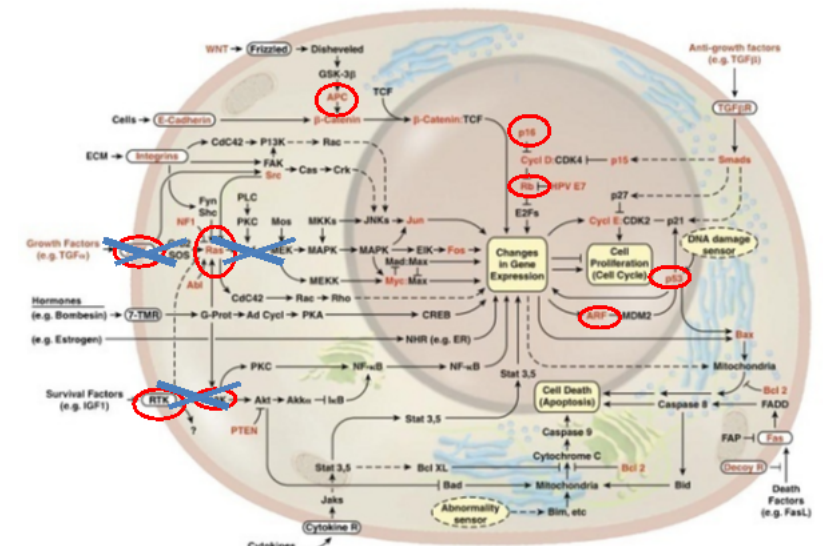 WNT Frizzled Disheveled
GSK-3β
APC
TCF
Cells E-Cadherin β-Catenin β-Catenin:TCF
Anti-growth factors
(e.g. TGFβ)
TGFβR
p16
Cycl D:CDK4 p15 Smads
CdC42 P13K Rac
ECM Integrins
FAK
Src Cas Crk
Rb HPV E7
p27
Fyn
Shc
PLC
E2Fs
NF1 PKC Mos MKKs JNKs Jun
Cycl E:CDK2 p21
Growth Factors
(e.g. TGFα)
SOS Ras MEK MAPK MAPK ElK Fos
Changes
in Gene
Expression
Cell
Proliferation
(Cell Cycle)
DNA damage
sensor
Mad:Max
Abl MEKK Myc:Max
p53
CdC42 Rac Rho
Hormones
(e.g. Bombesin) 7-TMR G-Prot Ad Cycl PKA CREB
ARF MDM2
(e.g. Estrogen) NHR (e.g. ER)
Bax
PKC NF-κB NF-κB
Mitochondria
Stat 3,5
Survival Factors
(e.g. IGF1)
RTK Akt Akkα IκB
Cell Death
(Apoptosis)
Bcl 2
Caspase 8 FADD
PTEN ?
Stat 3,5
Caspase 9
FAP Fas
Cytochrome C
Stat 3,5 Bcl XL Bcl 2
Decoy R
Bad Mitochondria Bid
Jaks
Death
Factors
(e.g. FasL)
Abnormality
sensor
Bim, etc
Cytokine R
Cytokines